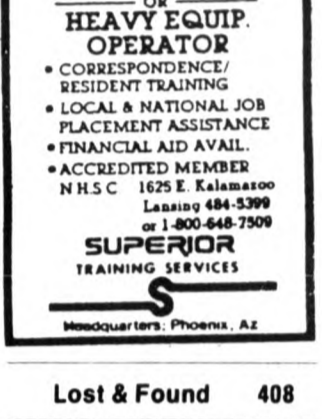 OR
HEAVY EQUIP.
OPERATOR
• CORRESPONDENCE/
RESIDENT TRAINING
• LOCAL & NATIONAL JOB
PLACEMENT ASSISTANCE
• FINANCIAL AID AVAIL.
• ACCREDITED MEMBER
N H S C 1625 E. Kalamazoo
Lansing 484-5399
or 1-800-648-7509
SUPERIOR
TRAINING SERVICES
S
Headquarters: Phoenix, Az
Lost & Found 408